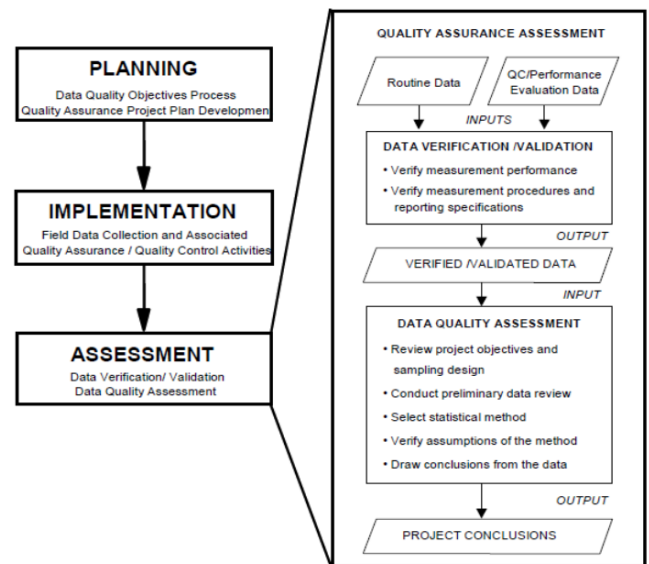 PLANNING
Data Quality Objectives Process
Quality Assurance Project Plan Developmen
IMPLEMENTATION
Field Data Collection and Associated
Quality Assurance / Quality Control Activities
ASSESSMENT
Data Verification/ Validation
Data Quality Assessment
QUALITY ASSURANCE ASSESSMENT
Routine Data
QC/Performance
Evaluation Data
INPUTS
DATA VERIFICATION /VALIDATION
• Verify measurement performance
• Verify measurement procedures and
reporting specifications
OUTPUT
VERIFIED /VALIDATED DATA
INPUT
DATA QUALITY ASSESSMENT
• Review project objectives and
sampling design
• Conduct preliminary data review
• Select statistical method
• Verify assumptions of the method
• Draw conclusions from the data
OUTPUT
PROJECT CONCLUSIONS